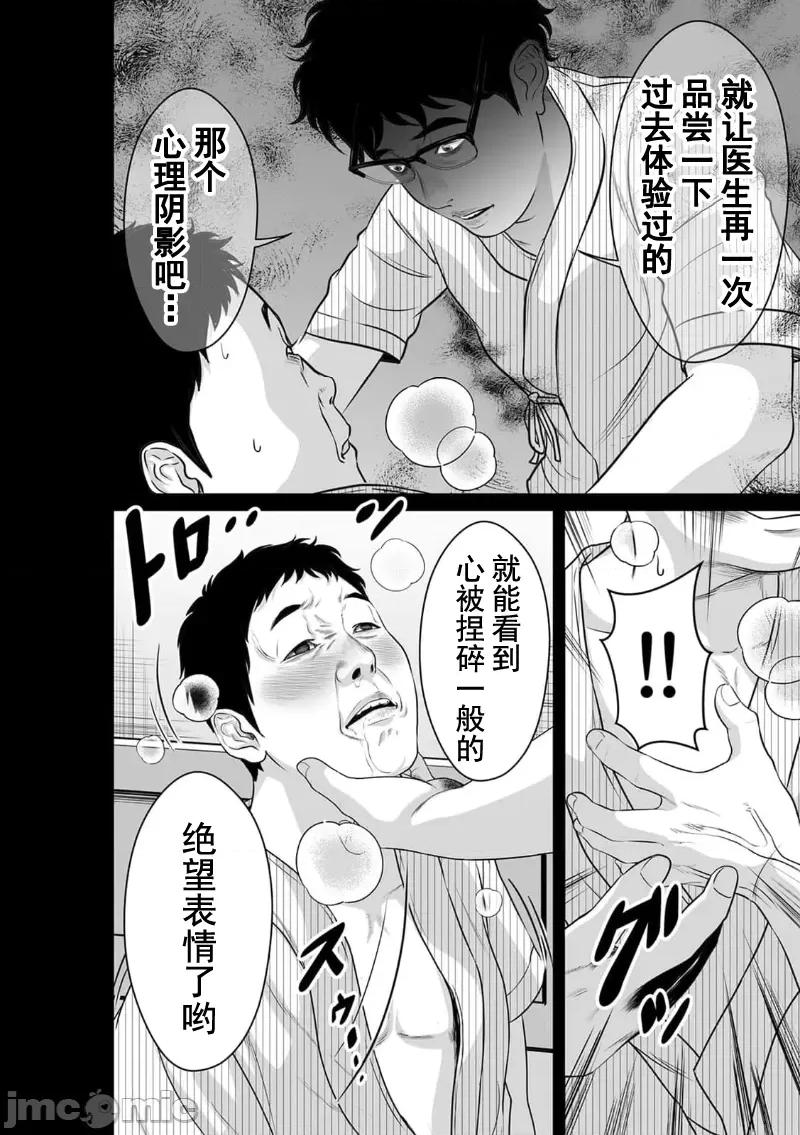 就让医生再一次
品尝一下
过去体验过的
那个
心理阴影吧…
!!
グッ
就能看到
心被捏碎一般的
トロ…ッ
绝望表情了哟
スゥ…
jmcomic